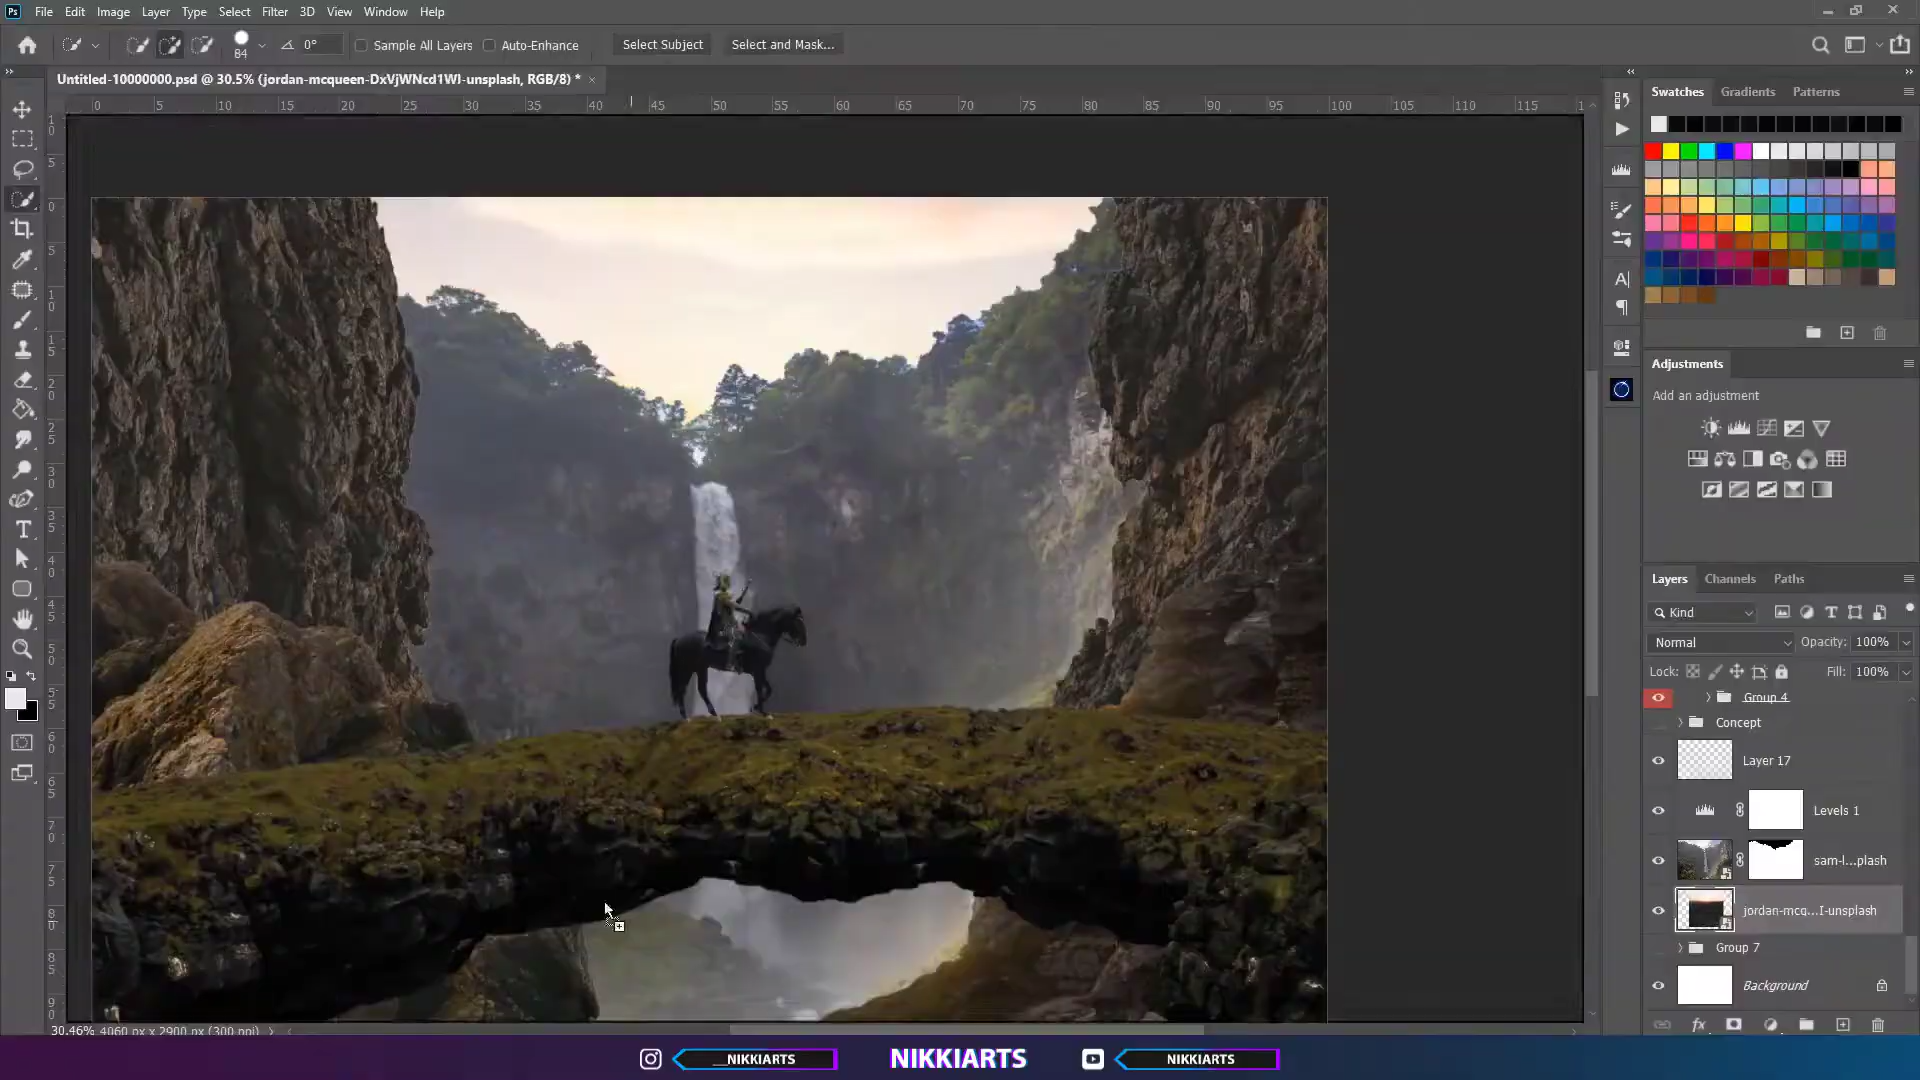 Ps File Edit Image Layer Type Select Filter 3D View Window Help
84 0° Sample All Layers Auto-Enhance Select Subject Select and Mask...
Untitled-10000000.psd @ 30.5% (jordan-mcqueen-DxVjWNcd1WI-unsplash, RGB/8) * ×
0 5 10 15 20 25 30 35 40 45 50 55 60 65 70 75 80 85 90 95 100 105 110 115 1
Swatches Gradients Patterns
Adjustments
Add an adjustment
Layers Channels Paths
Kind
Normal Opacity: 100%
Lock: Fill: 100%
Group 4
Concept
Layer 17
Levels 1
sam-l...plash
jordan-mcq...I-unsplash
Group 7
Background
fx
30.46% 4060 px x 2900 px (300 ppi)
__NIKKIARTS NIKKIARTS NIKKIARTS